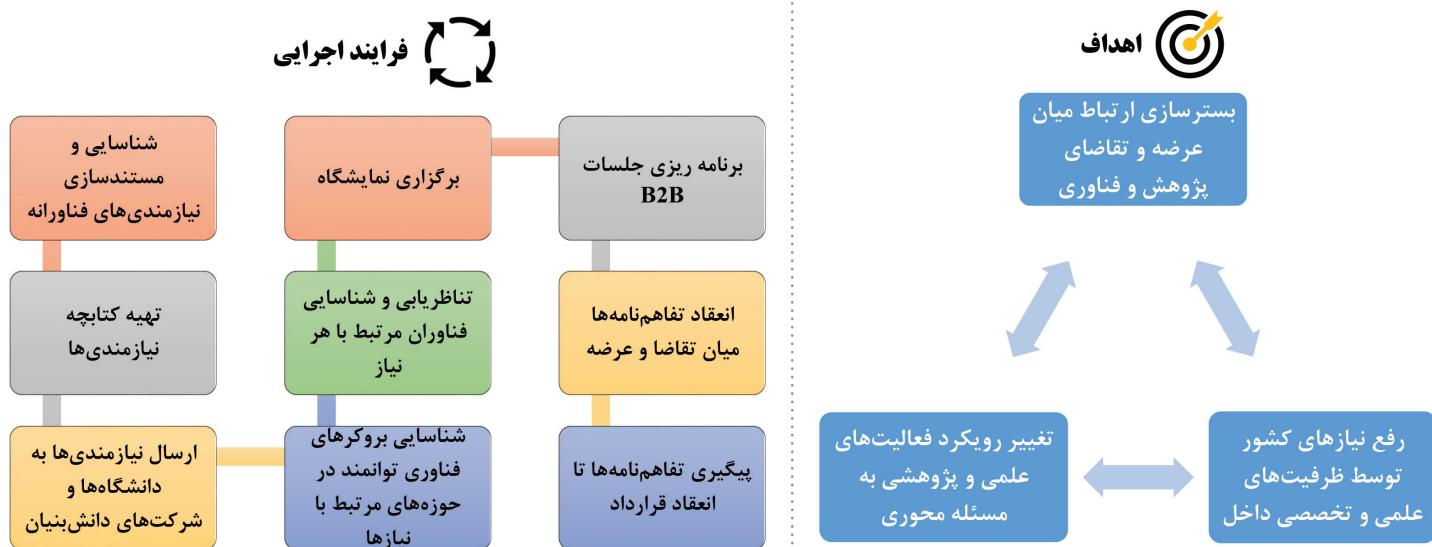 اهداف
بسترسازی ارتباط میان
عرضه و تقاضای
پژوهش و فناوری
رفع نیازهای کشور
توسط ظرفیت‌های
علمی و تخصصی داخل
تغییر رویکرد فعالیت‌های
علمی و پژوهشی به
مسئله محوری
فرایند اجرایی
شناسایی و
مستندسازی
نیازمندی‌های فناورانه
تهیه کتابچه
نیازمندی‌ها
ارسال نیازمندی‌ها به
دانشگاه‌ها و
شرکت‌های دانش‌بنیان
شناسایی بروکرهای
فناوری توانمند در
حوزه‌های مرتبط با
نیازها
تناظریابی و شناسایی
فناوران مرتبط با هر
نیاز
برگزاری نمایشگاه
برنامه ریزی جلسات
B2B
انعقاد تفاهم‌نامه‌ها
میان تقاضا و عرضه
پیگیری تفاهم‌نامه‌ها تا
انعقاد قرارداد